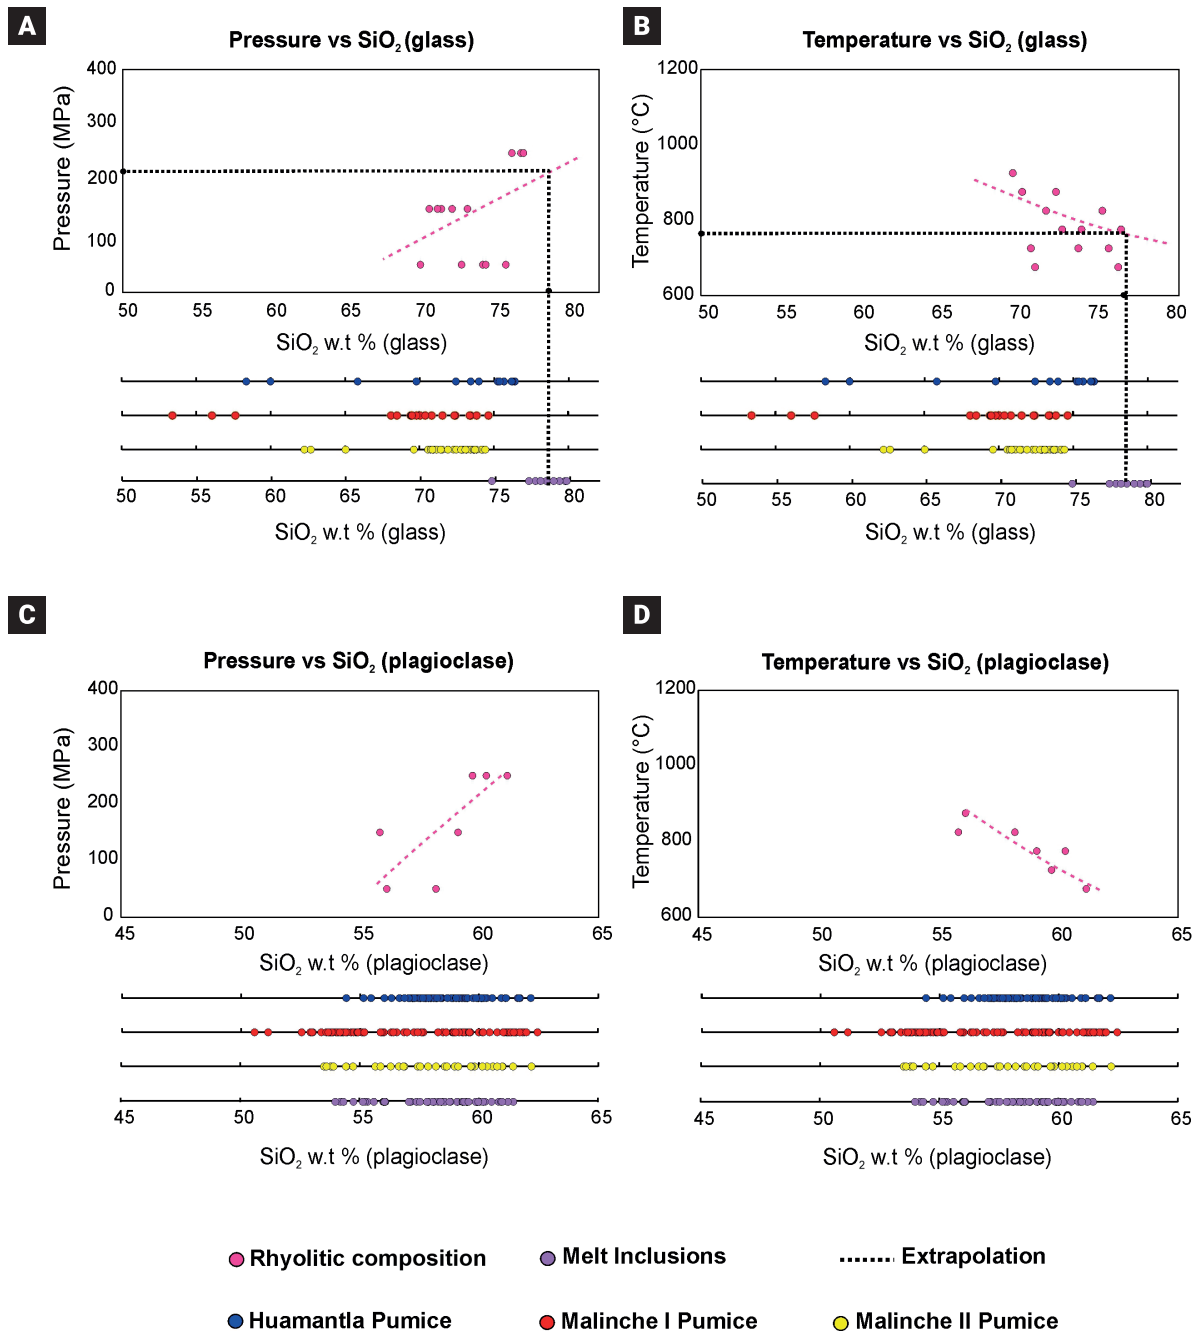 A
B
Pressure vs SiO2 (glass)
Temperature vs SiO2 (glass)
Pressure (MPa)
400
300
200
100
0
50 55 60 65 70 75 80
SiO2 w.t % (glass)
Temperature (°C)
1200
1000
800
600
50 55 60 65 70 75 80
SiO2 w.t % (glass)
50 55 60 65 70 75 80
SiO2 w.t % (glass)
50 55 60 65 70 75 80
SiO2 w.t % (glass)
C
D
Pressure vs SiO2 (plagioclase)
Temperature vs SiO2 (plagioclase)
Pressure (MPa)
400
300
200
100
0
45 50 55 60 65
SiO2 w.t % (plagioclase)
Temperature (°C)
1200
1000
800
600
45 50 55 60 65
SiO2 w.t % (plagioclase)
45 50 55 60 65
SiO2 w.t % (plagioclase)
45 50 55 60 65
SiO2 w.t % (plagioclase)
Rhyolitic composition
Melt Inclusions
Extrapolation
Huamantla Pumice
Malinche I Pumice
Malinche II Pumice